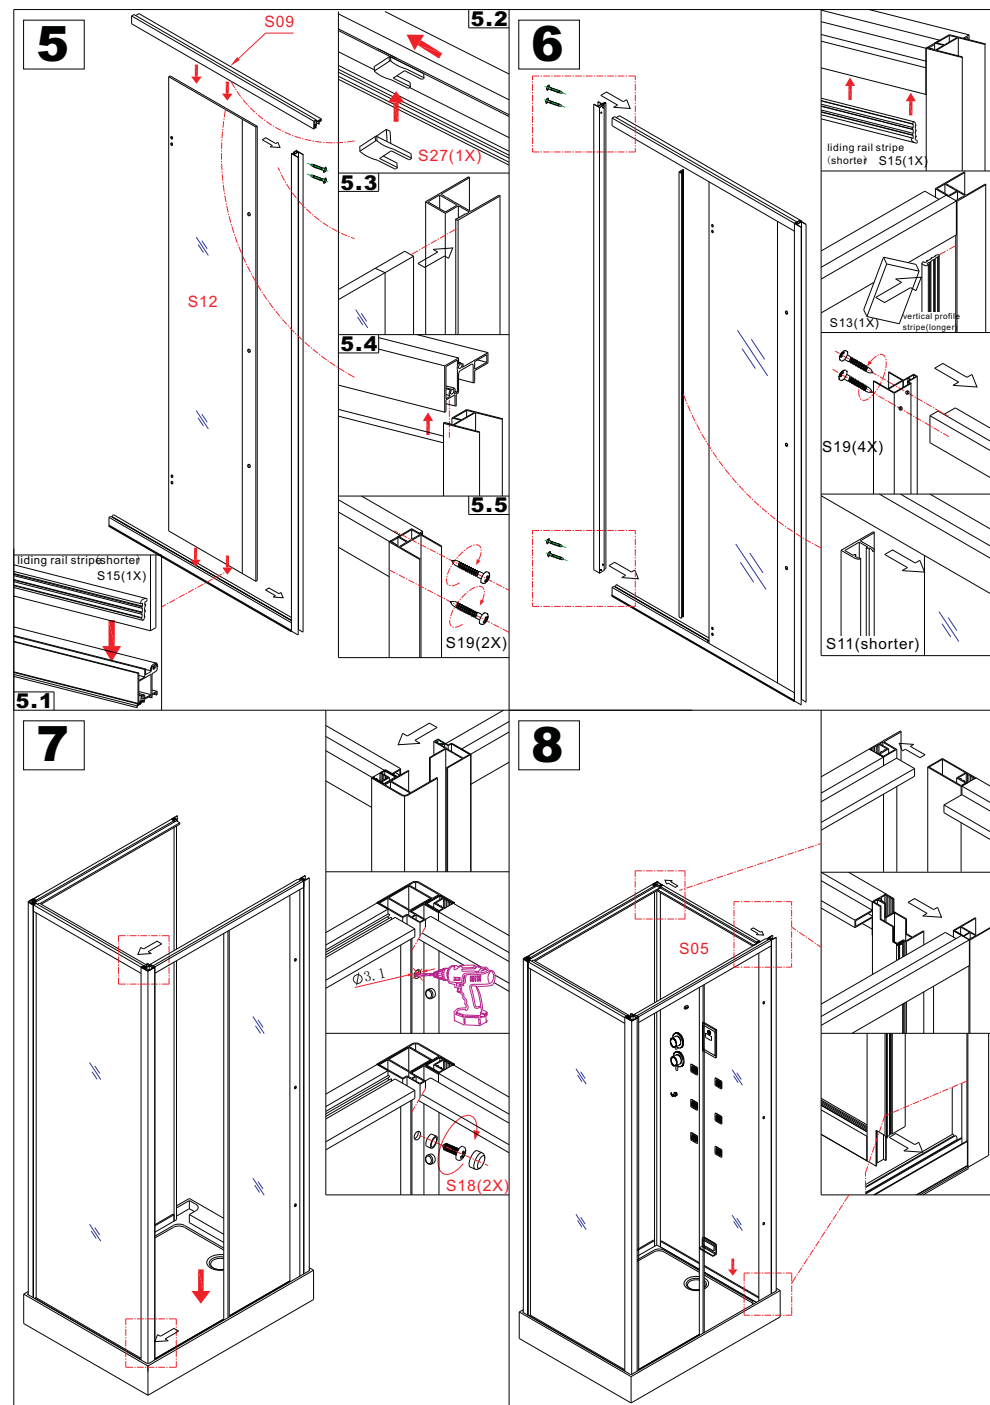 5
S09
S12
5.2
S27(1X)
5.3
5.4
5.5
S19(2X)
liding rail stripe(shorter)
S15(1X)
5.1
6
liding rail stripe
(shorter) S15(1X)
S13(1X)
vertical profile
stripe(longer)
S19(4X)
S11(shorter)
7
Ø3.1
S18(2X)
8
S05